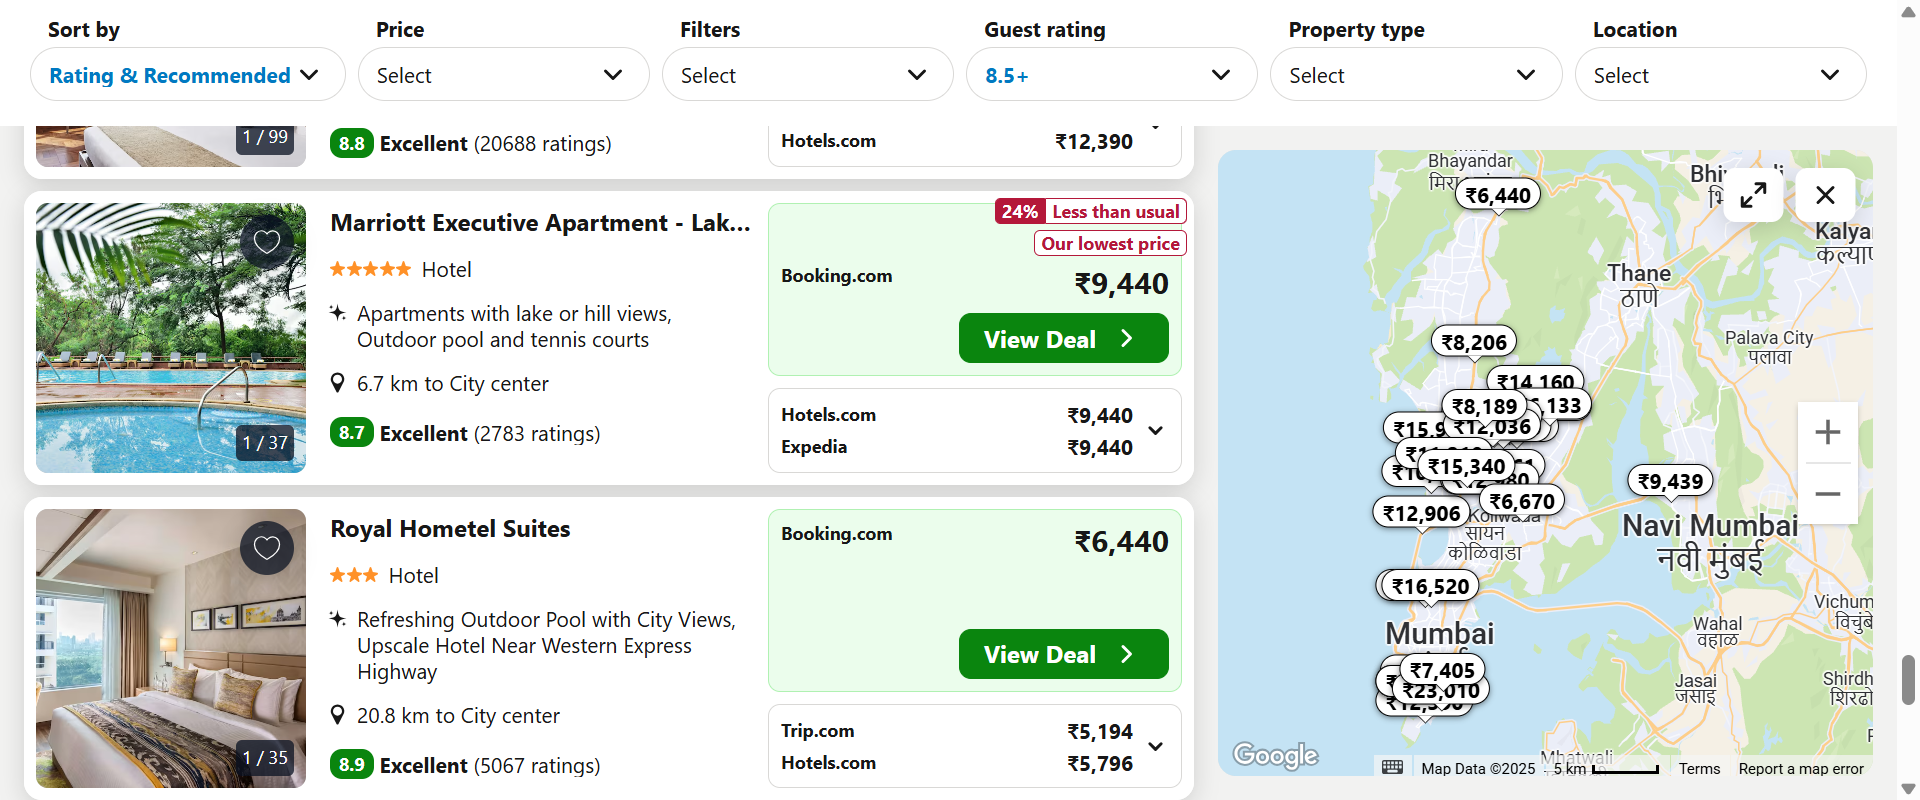 Sort by
Price
Filters
Guest rating
Property type
Location
Rating & Recommended
Select
Select
8.5+
Select
Select
1 / 99
8.8 Excellent (20688 ratings)
Hotels.com ₹12,390
Marriott Executive Apartment - Lak...
Hotel
Apartments with lake or hill views,
Outdoor pool and tennis courts
6.7 km to City center
8.7 Excellent (2783 ratings)
1 / 37
24% Less than usual
Our lowest price
Booking.com
₹9,440
View Deal
Hotels.com ₹9,440
Expedia ₹9,440
Royal Hometel Suites
Hotel
Refreshing Outdoor Pool with City Views,
Upscale Hotel Near Western Express
Highway
20.8 km to City center
8.9 Excellent (5067 ratings)
1 / 35
Booking.com
₹6,440
View Deal
Trip.com ₹5,194
Hotels.com ₹5,796
Bhayandar
₹6,440
Thane
ठाणे
Palava City
पलावा
₹8,206
₹14,160
₹8,189
₹12,036
₹15,340
₹6,670
₹12,906
सायन
कोळिवाडा
₹9,439
Navi Mumbai
नवी मुंबई
₹16,520
Mumbai
Wahal
वहाळ
₹7,405
₹23,010
Jasai
जसाई
Google
Map Data ©2025
5 km
Terms
Report a map error